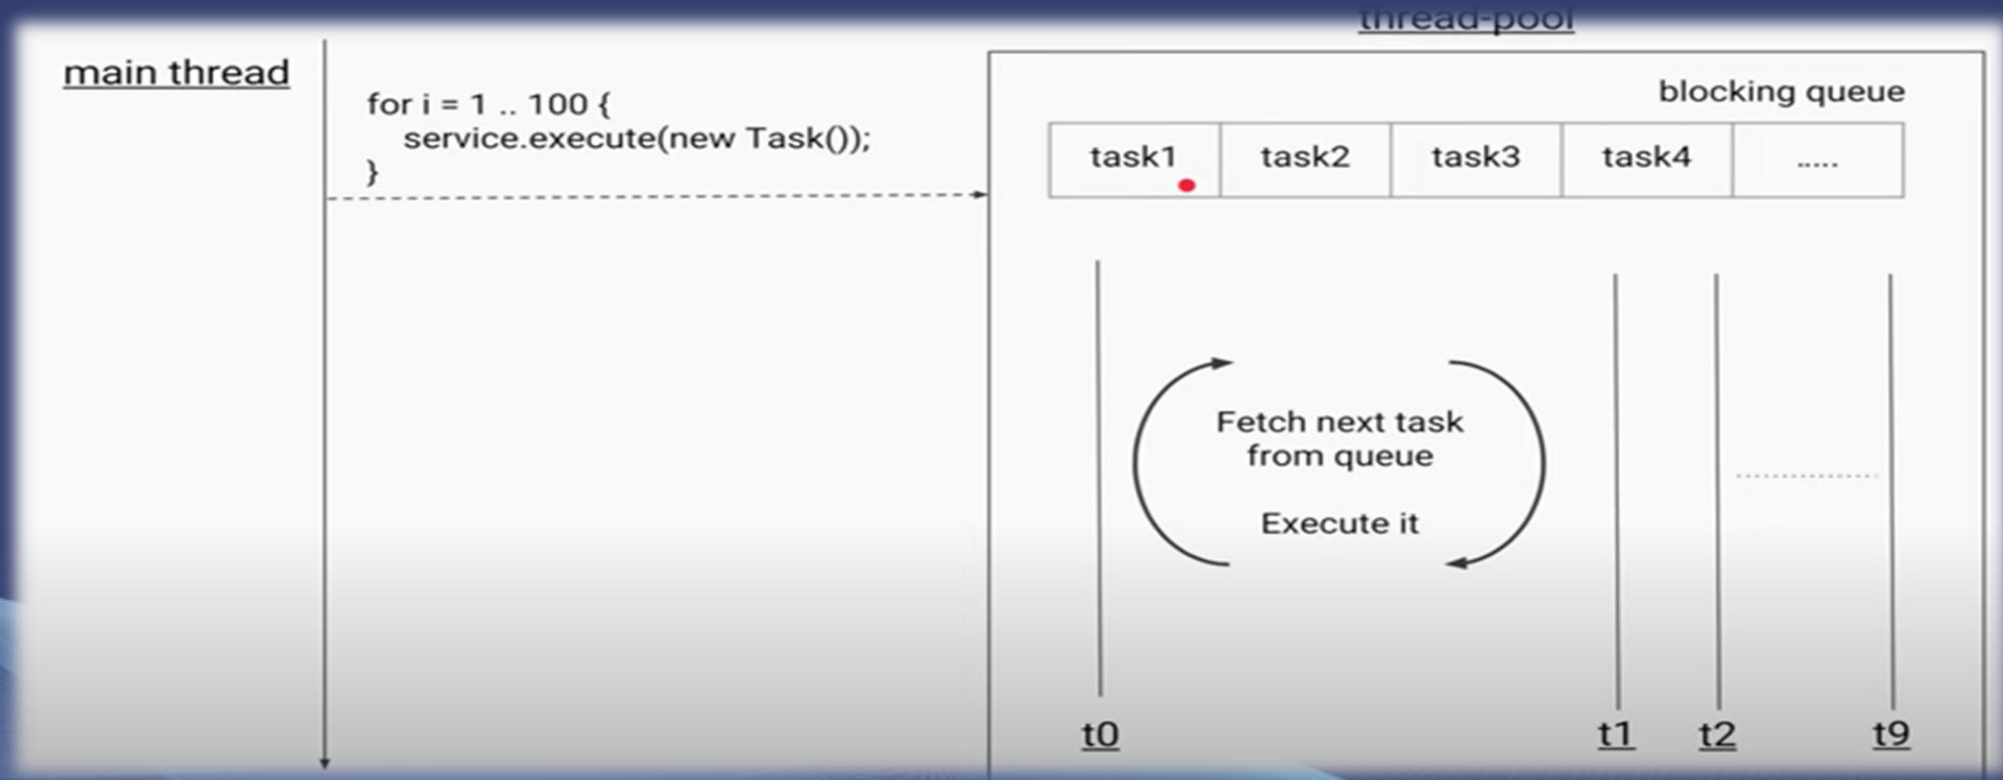 thread-pool
main thread
for i = 1 .. 100 {
service.execute(new Task());
}
blocking queue
task1 task2 task3 task4 .....
Fetch next task
from queue
Execute it
t0 t1 t2 t9